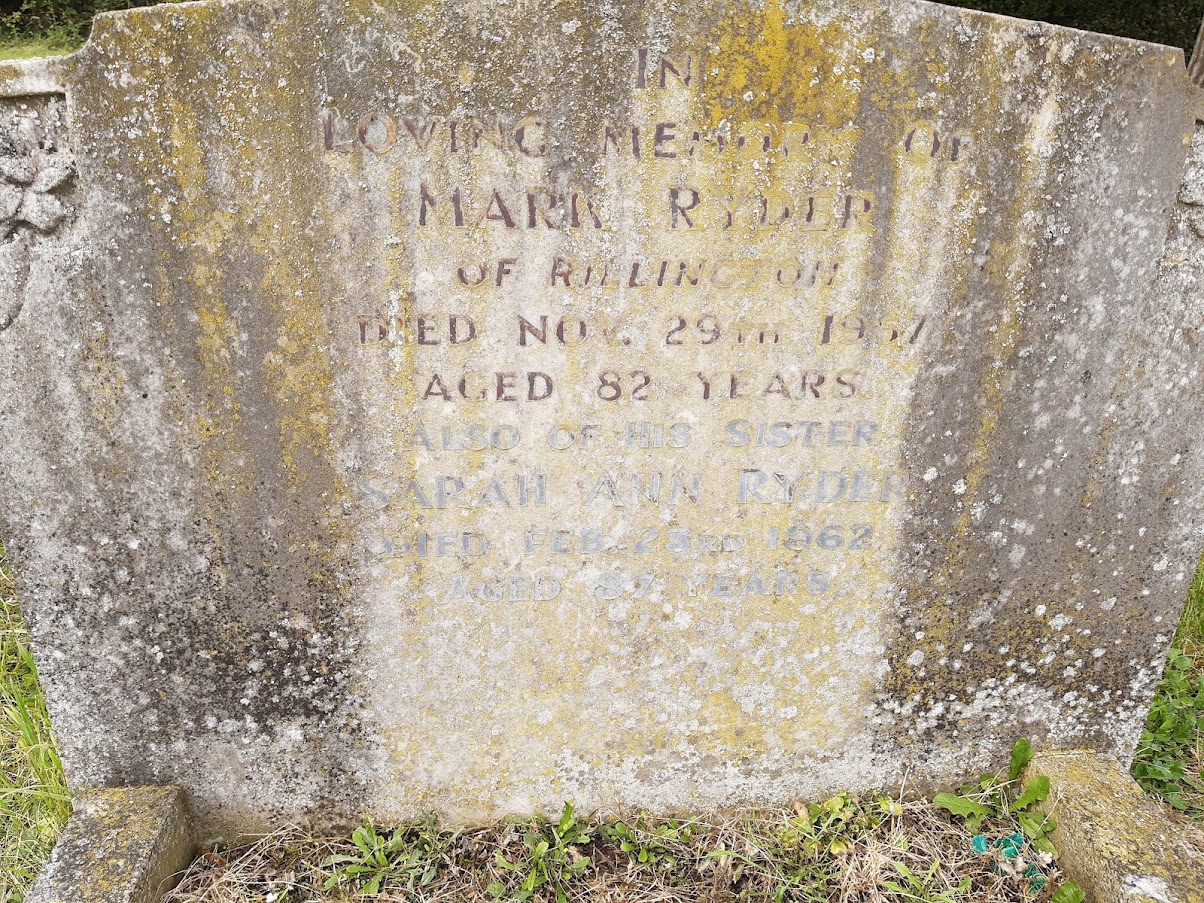 IN
LOVING MEMORY OF
MARK RYDER
OF RILLINGTON
DIED NOV. 29TH 1957
AGED 82 YEARS.
ALSO OF HIS SISTER
SARAH ANN RYDER
DIED FEB. 23RD 1962
AGED 87 YEARS.